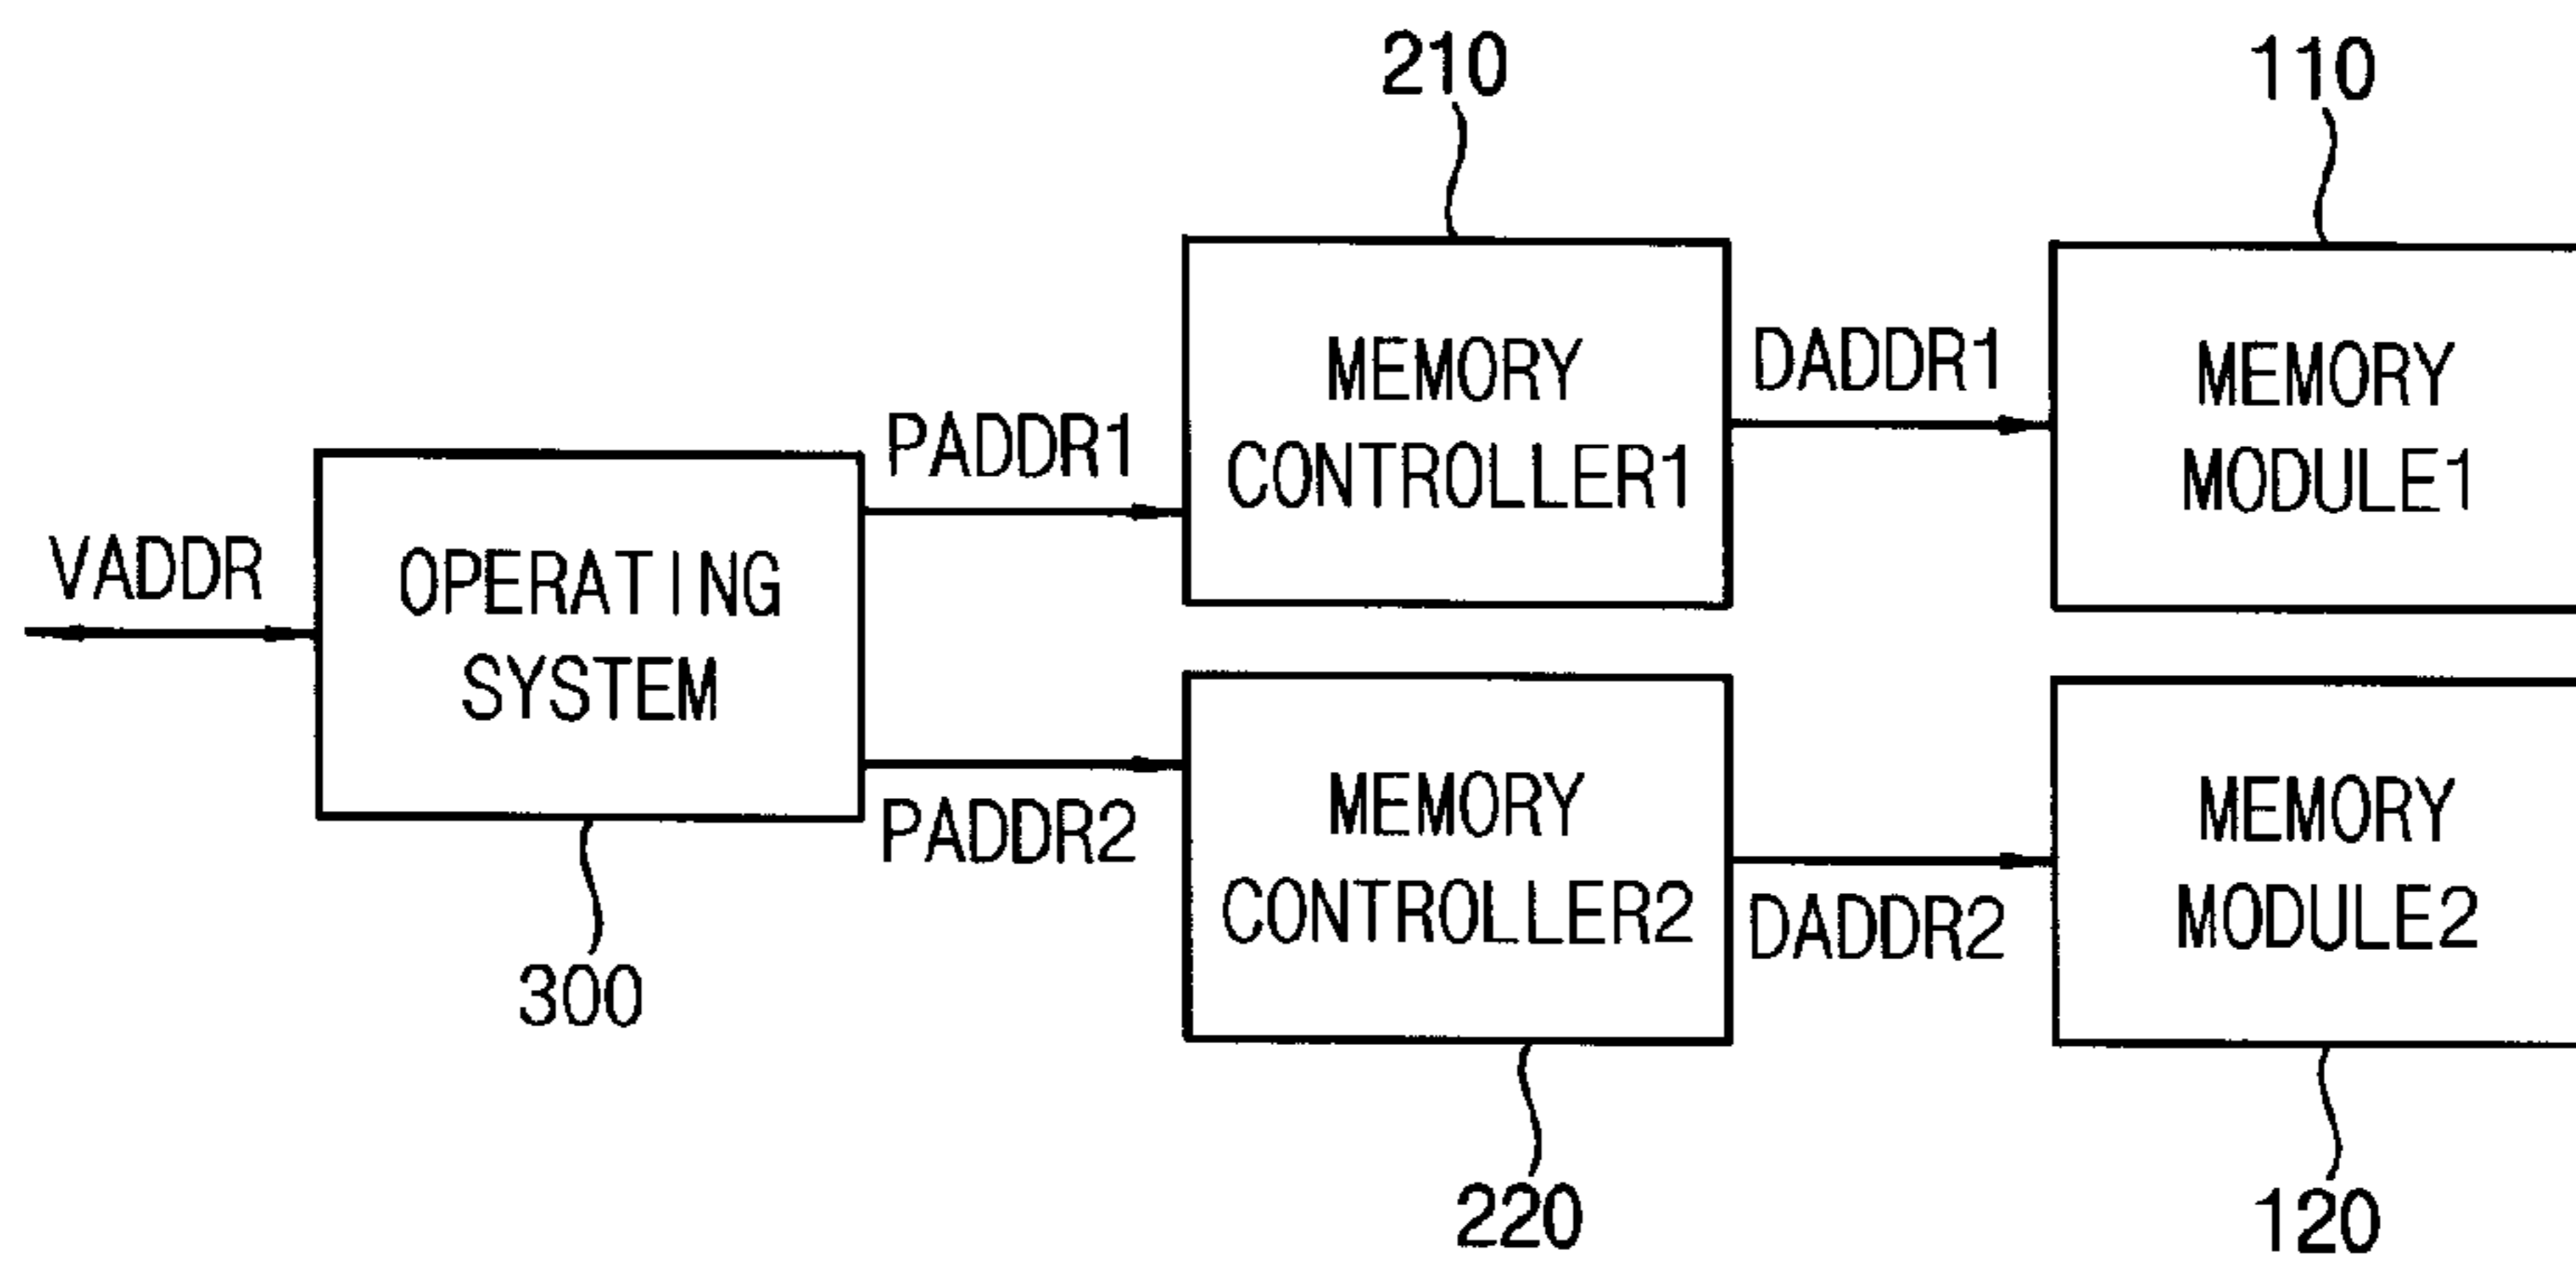 210
110
MEMORY
CONTROLLER1
DADDR1
MEMORY
MODULE1
PADDR1
VADDR
OPERATING
SYSTEM
PADDR2
MEMORY
CONTROLLER2
DADDR2
MEMORY
MODULE2
300
220
120